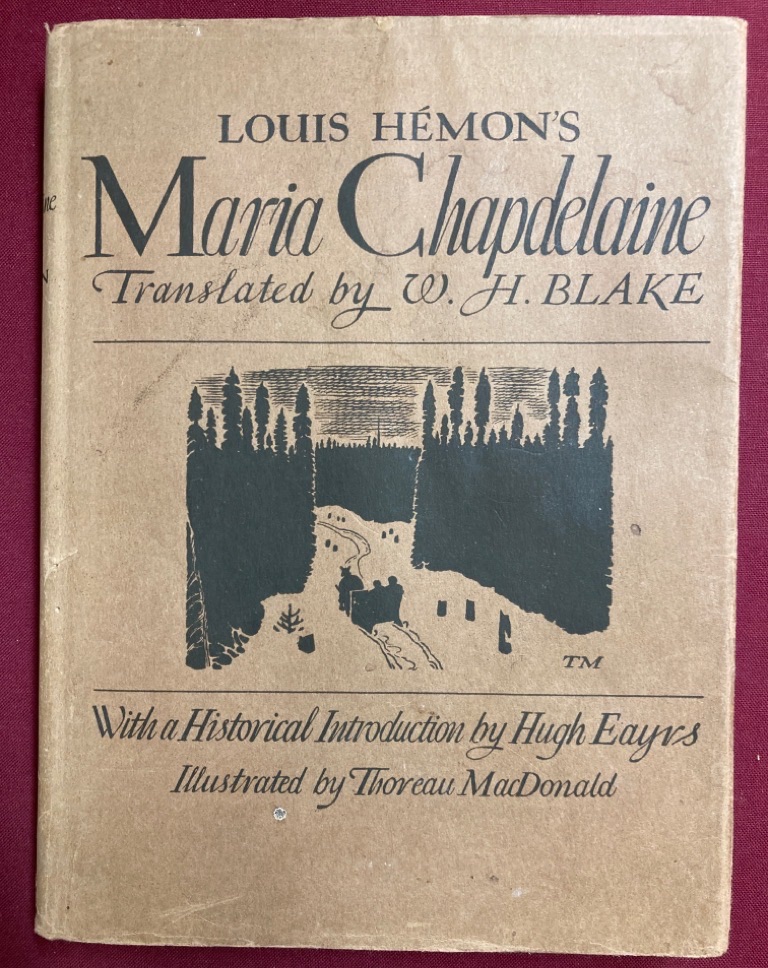 LOUIS HÉMON'S
Maria Chapdelaine
Translated by W. H. BLAKE
TM
With a Historical Introduction by Hugh Eayrs
Illustrated by Thoreau MacDonald